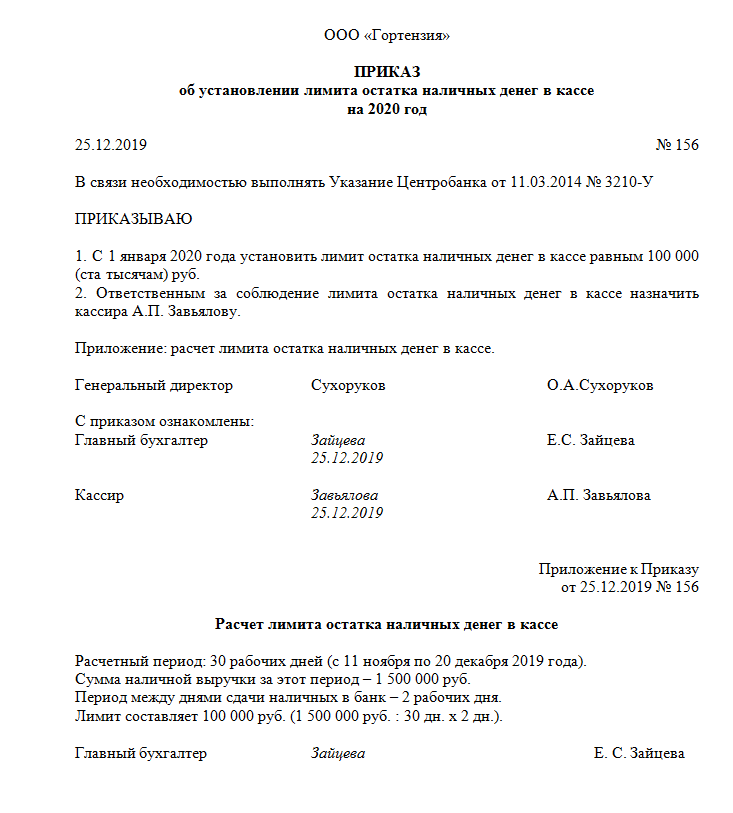 ООО «Гортензия»
ПРИКАЗ
об установлении лимита остатка наличных денег в кассе
на 2020 год
25.12.2019 № 156
В связи необходимостью выполнять Указание Центробанка от 11.03.2014 № 3210-У
ПРИКАЗЫВАЮ
1. С 1 января 2020 года установить лимит остатка наличных денег в кассе равным 100 000
(ста тысячам) руб.
2. Ответственным за соблюдение лимита остатка наличных денег в кассе назначить
кассира А.П. Завьялову.
Приложение: расчет лимита остатка наличных денег в кассе.
Генеральный директор Сухоруков О.А.Сухоруков
С приказом ознакомлены:
Главный бухгалтер Зайцева Е.С. Зайцева
25.12.2019
Кассир Завьялова А.П. Завьялова
25.12.2019
Приложение к Приказу
от 25.12.2019 № 156
Расчет лимита остатка наличных денег в кассе
Расчетный период: 30 рабочих дней (с 11 ноября по 20 декабря 2019 года).
Сумма наличной выручки за этот период – 1 500 000 руб.
Период между днями сдачи наличных в банк – 2 рабочих дня.
Лимит составляет 100 000 руб. (1 500 000 руб. : 30 дн. х 2 дн.).
Главный бухгалтер Зайцева Е. С. Зайцева